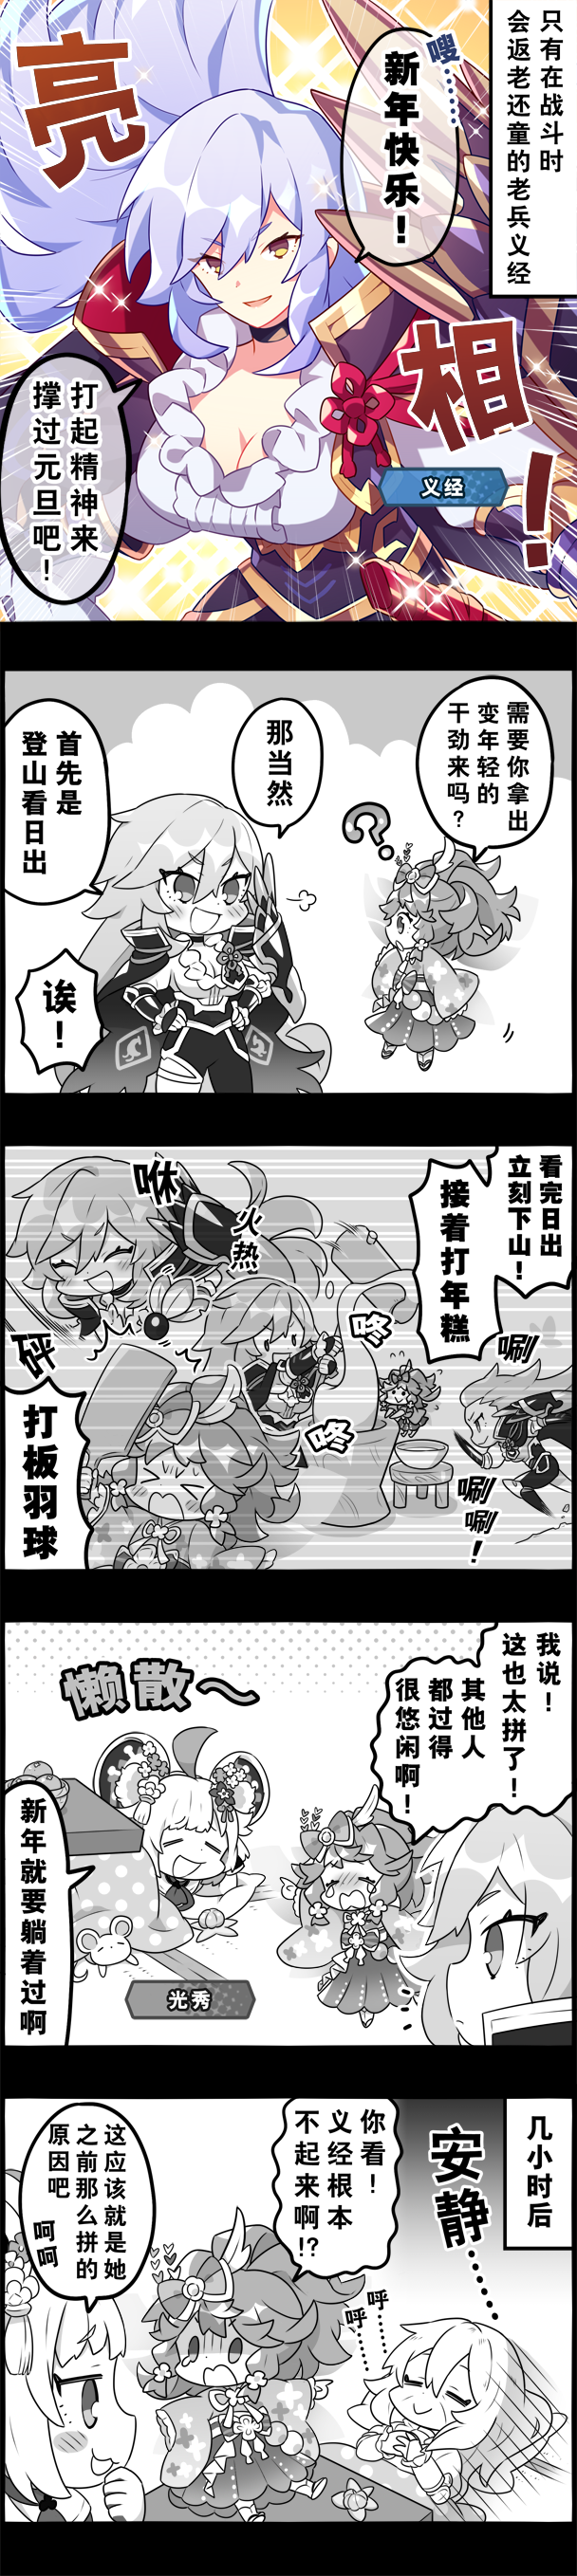 只有在战斗时
会返老还童的老兵义经
嗖……
新年快乐！
亮
相
！
义经
打起精神来
撑过元旦吧！
需要你拿出
变年轻的
干劲来吗？
那当然
首先是
登山看日出
诶！
看完日出
立刻下山！
唰
唰唰！
接着打年糕
咚
咚
火热
咻
砰
打板羽球
我说！
这也太拼了！
其他人
都过得
很悠闲啊！
懒散～
新年就要躺着过啊
光秀
几小时后
安静……
呼……
呼……
你看！
义经根本
不起来啊!?
这应该就是她
之前那么拼的
原因吧
呵呵